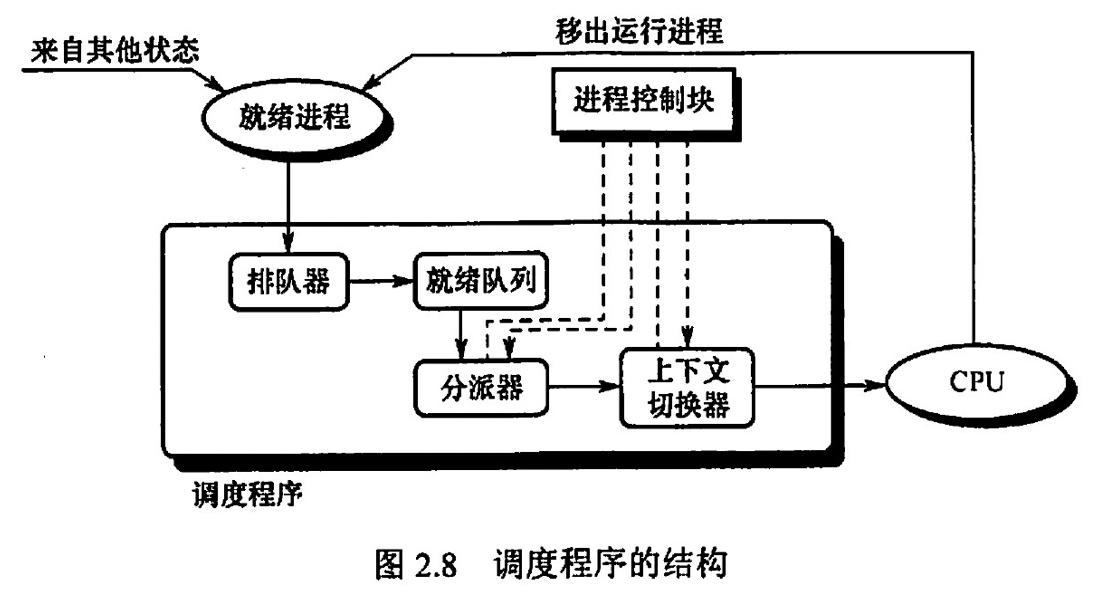 移出运行进程
来自其他状态
进程控制块
就绪进程
排队器
就绪队列
分派器
上下文
切换器
CPU
调度程序
图 2.8 调度程序的结构